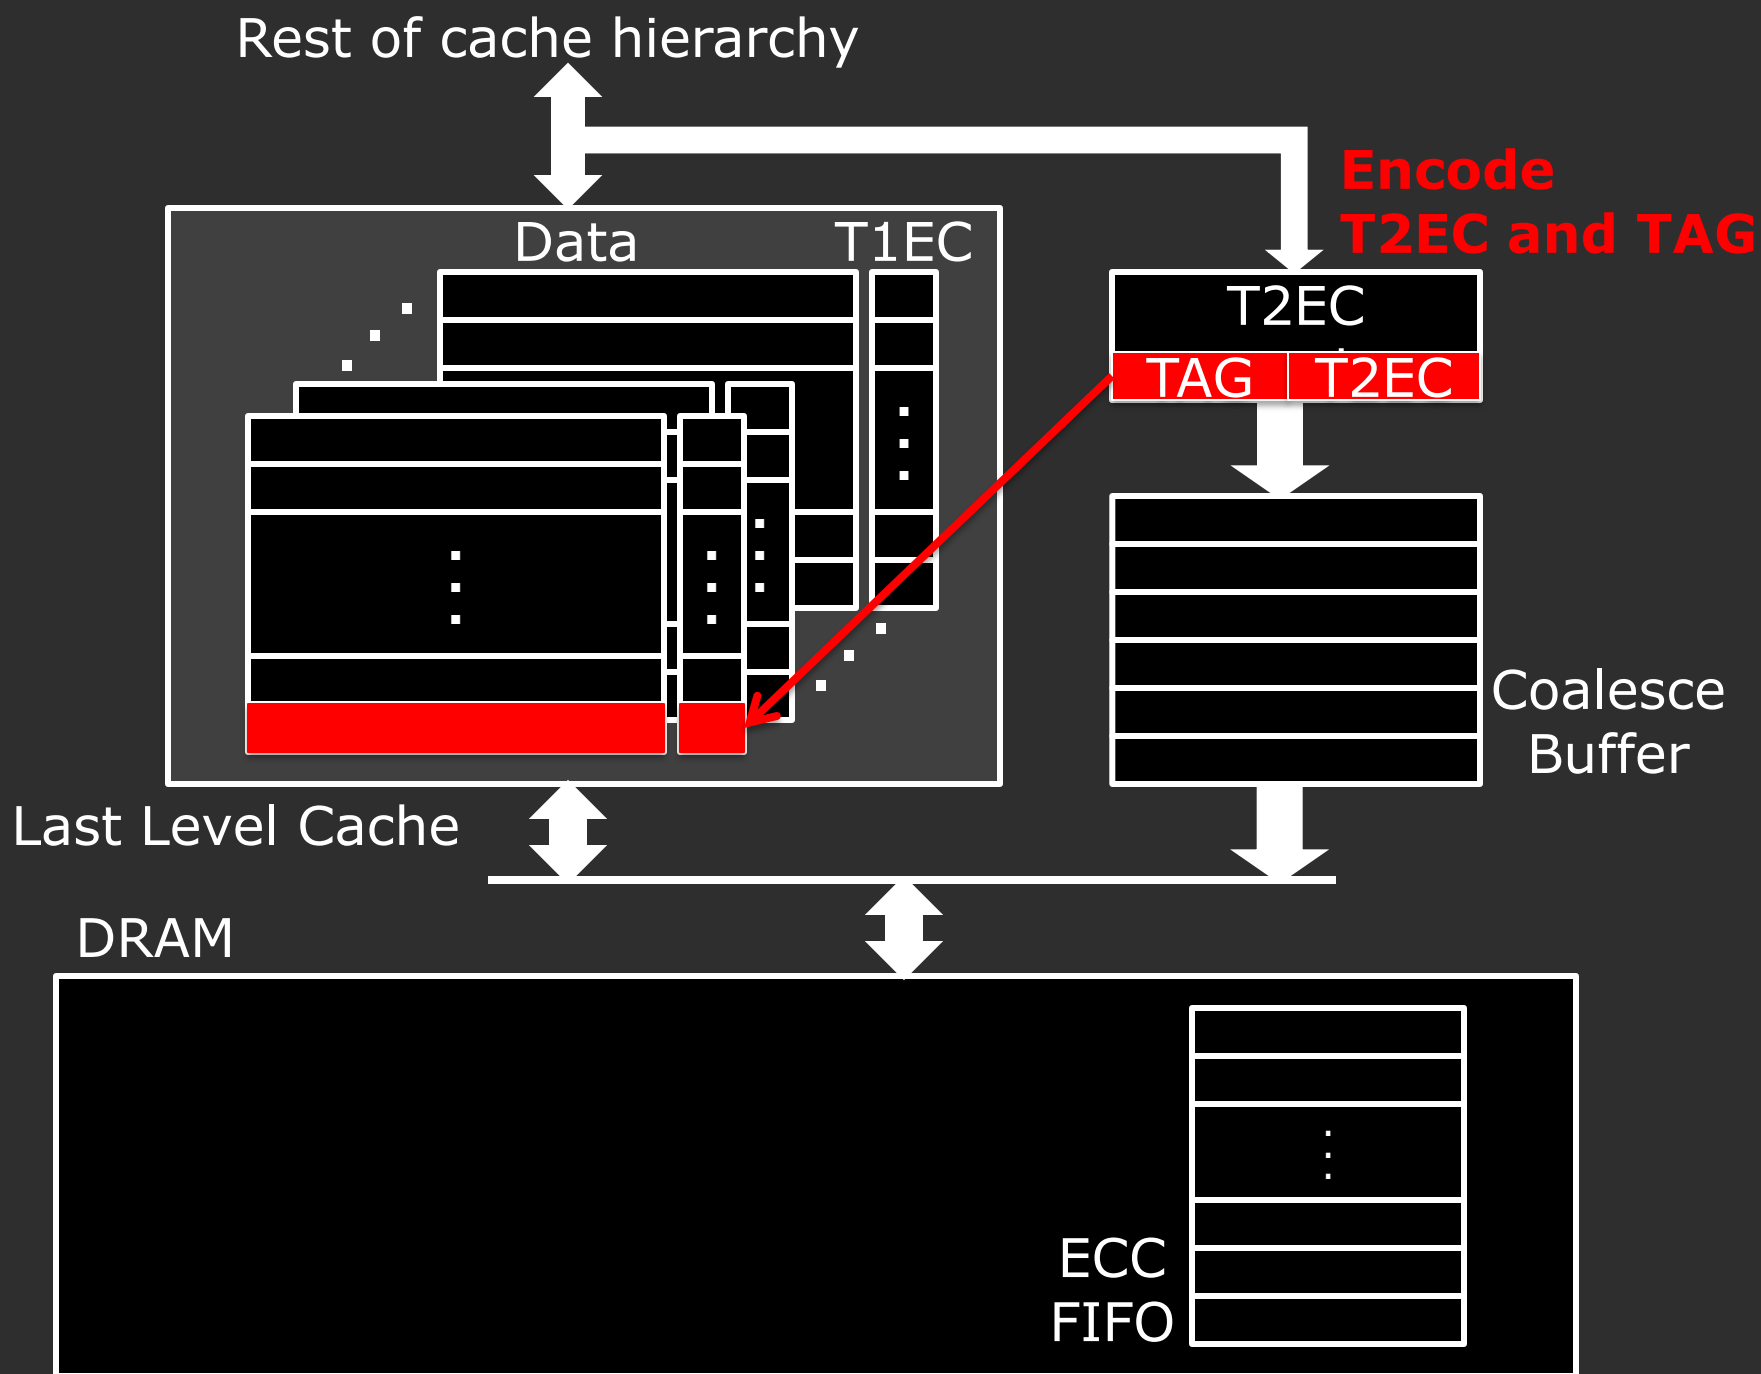 Rest of cache hierarchy
Encode
T2EC and TAG
Data
T1EC
T2EC
TAG
T2EC
Coalesce
Buffer
Last Level Cache
DRAM
ECC
FIFO